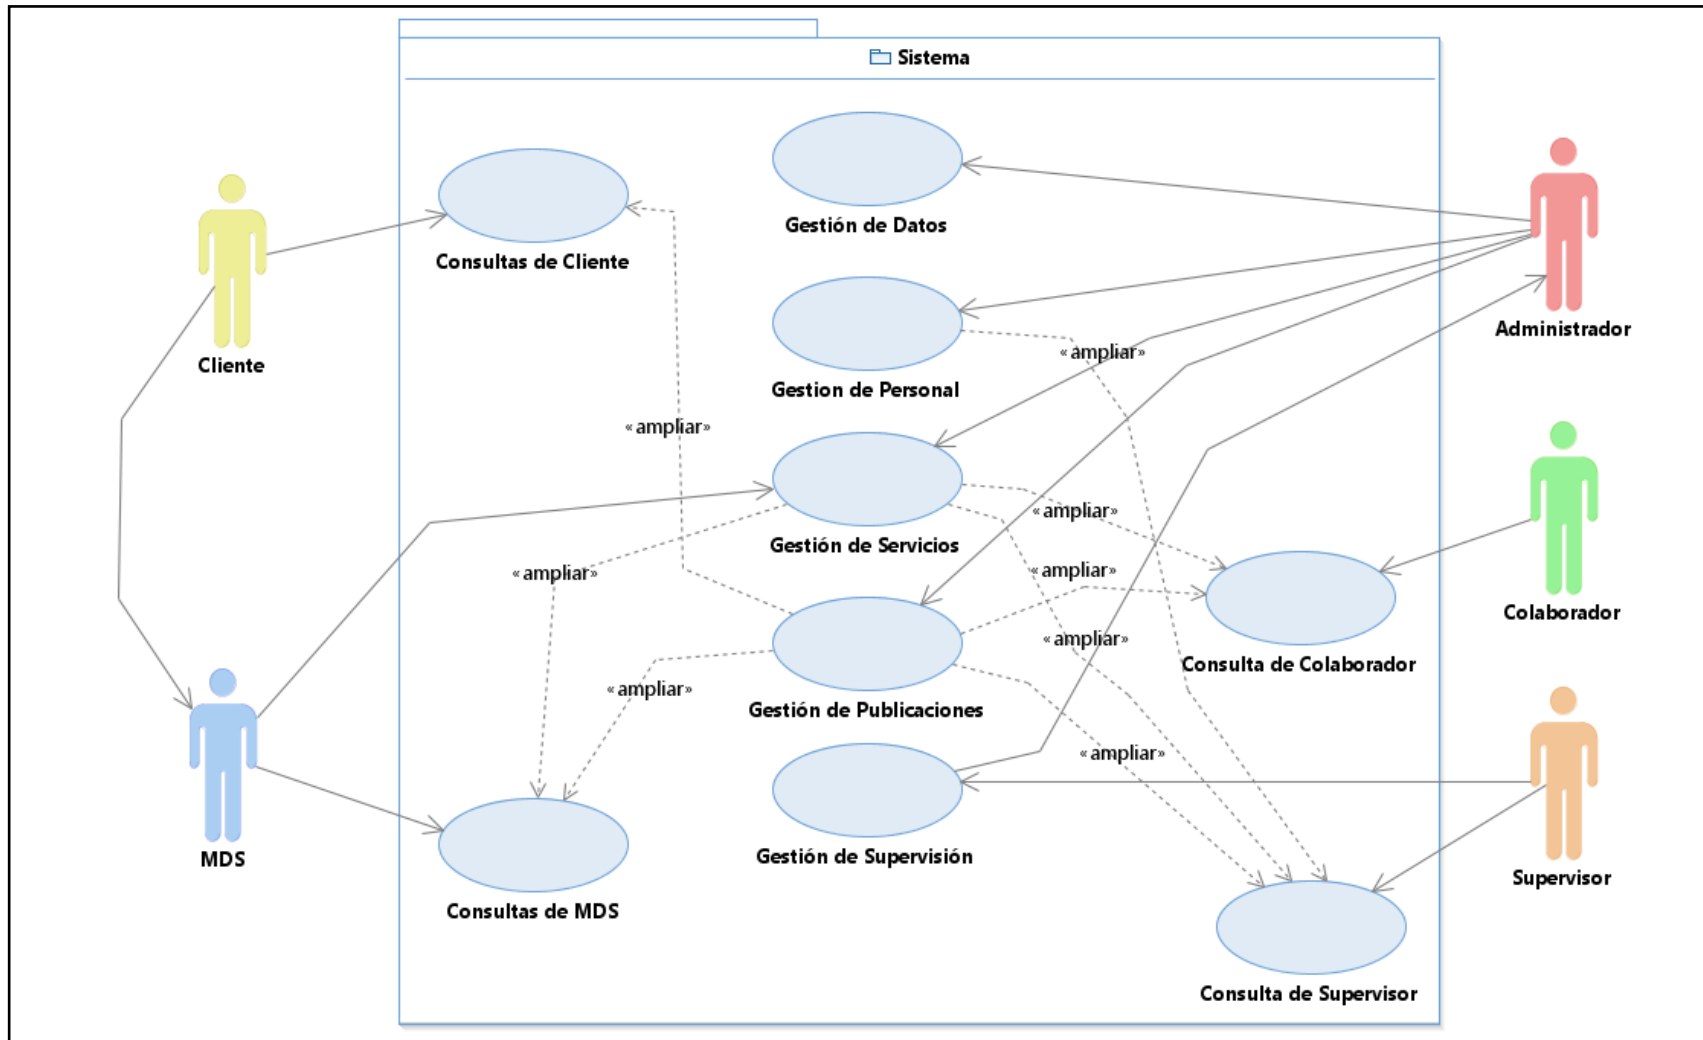 Sistema
Gestión de Datos
Consultas de Cliente
Administrador
«ampliar»
Cliente
Gestion de Personal
«ampliar»
«ampliar»
Gestión de Servicios
«ampliar»
«ampliar»
Colaborador
«ampliar»
Consulta de Colaborador
«ampliar»
Gestión de Publicaciones
«ampliar»
MDS
Gestión de Supervisión
Supervisor
Consultas de MDS
Consulta de Supervisor